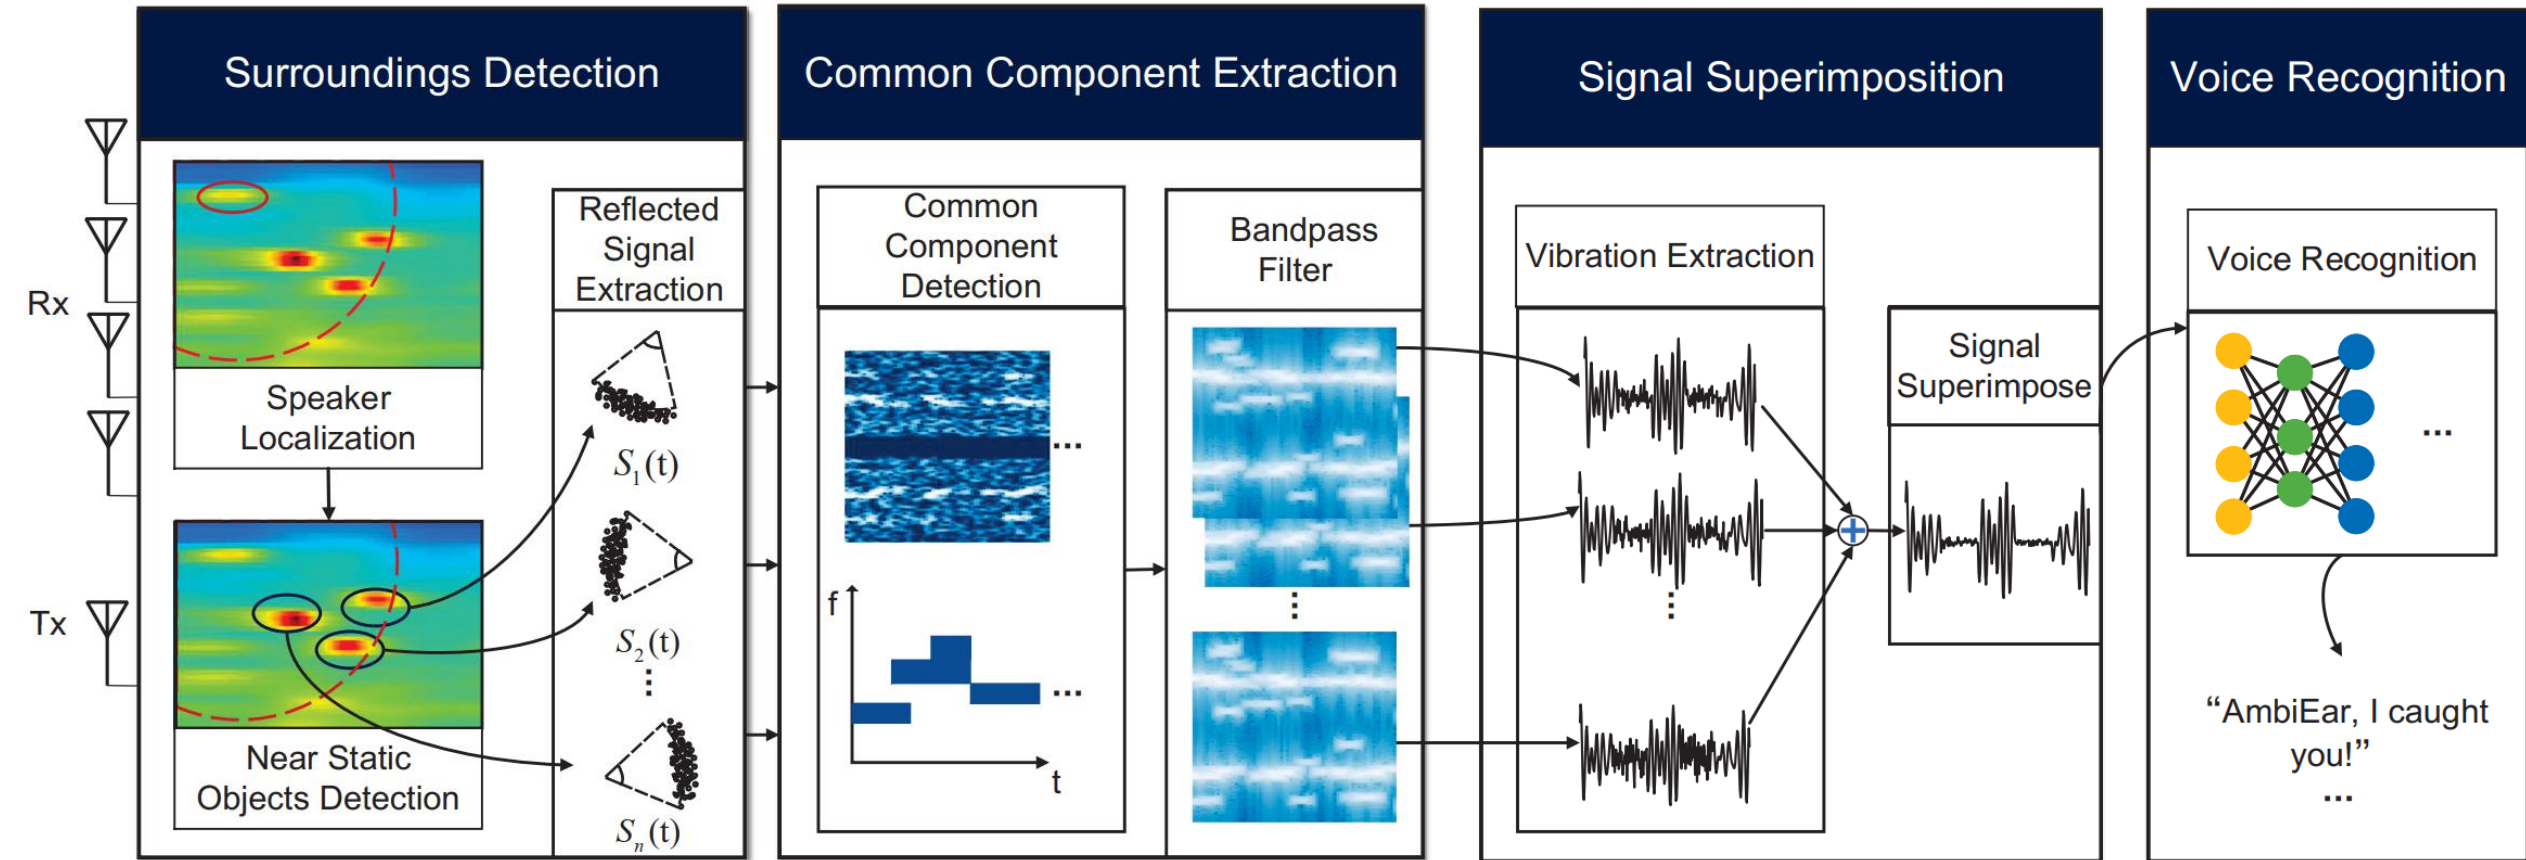 Surroundings Detection
Common Component Extraction
Signal Superimposition
Voice Recognition
Rx
Tx
Speaker
Localization
Near Static
Objects Detection
Reflected
Signal
Extraction
S1(t)
S2(t)
⋮
Sn(t)
Common
Component
Detection
...
f
...
t
Bandpass
Filter
⋮
Vibration Extraction
⋮
Signal
Superimpose
Voice Recognition
...
“AmbiEar, I caught
you!”
...